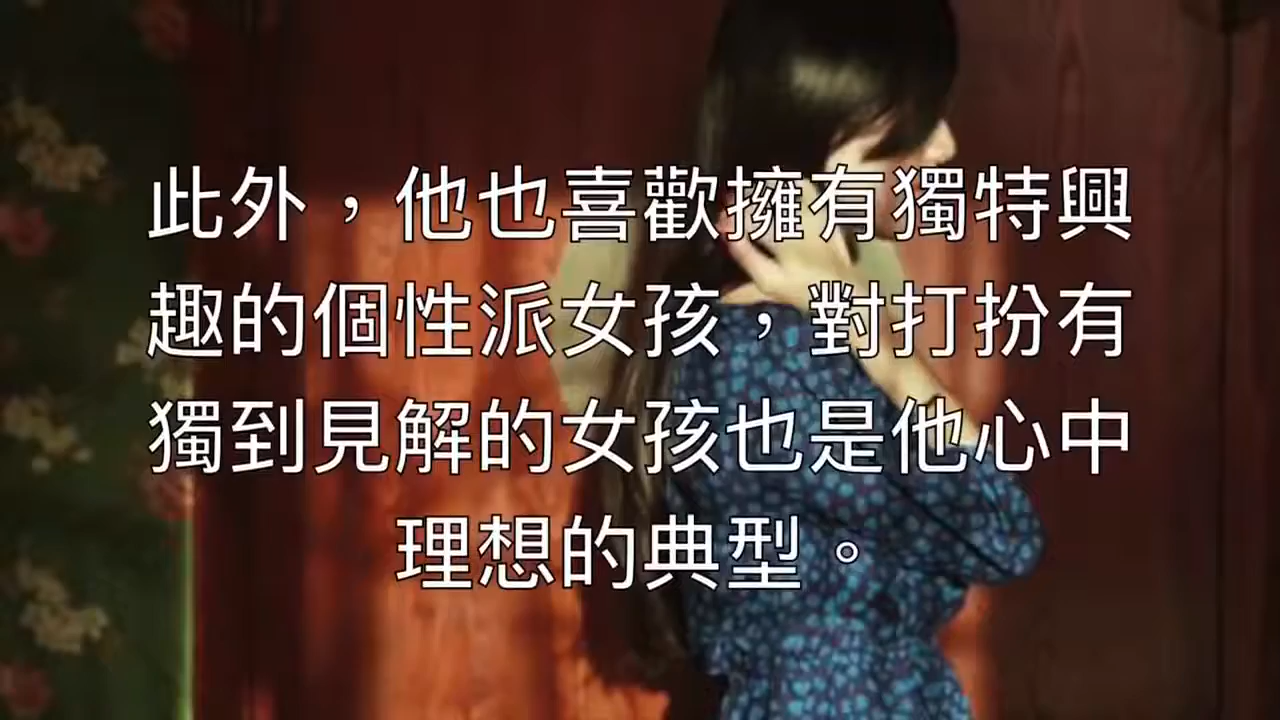 此外，他也喜歡擁有獨特興
趣的個性派女孩，對打扮有
獨到見解的女孩也是他心中
理想的典型。